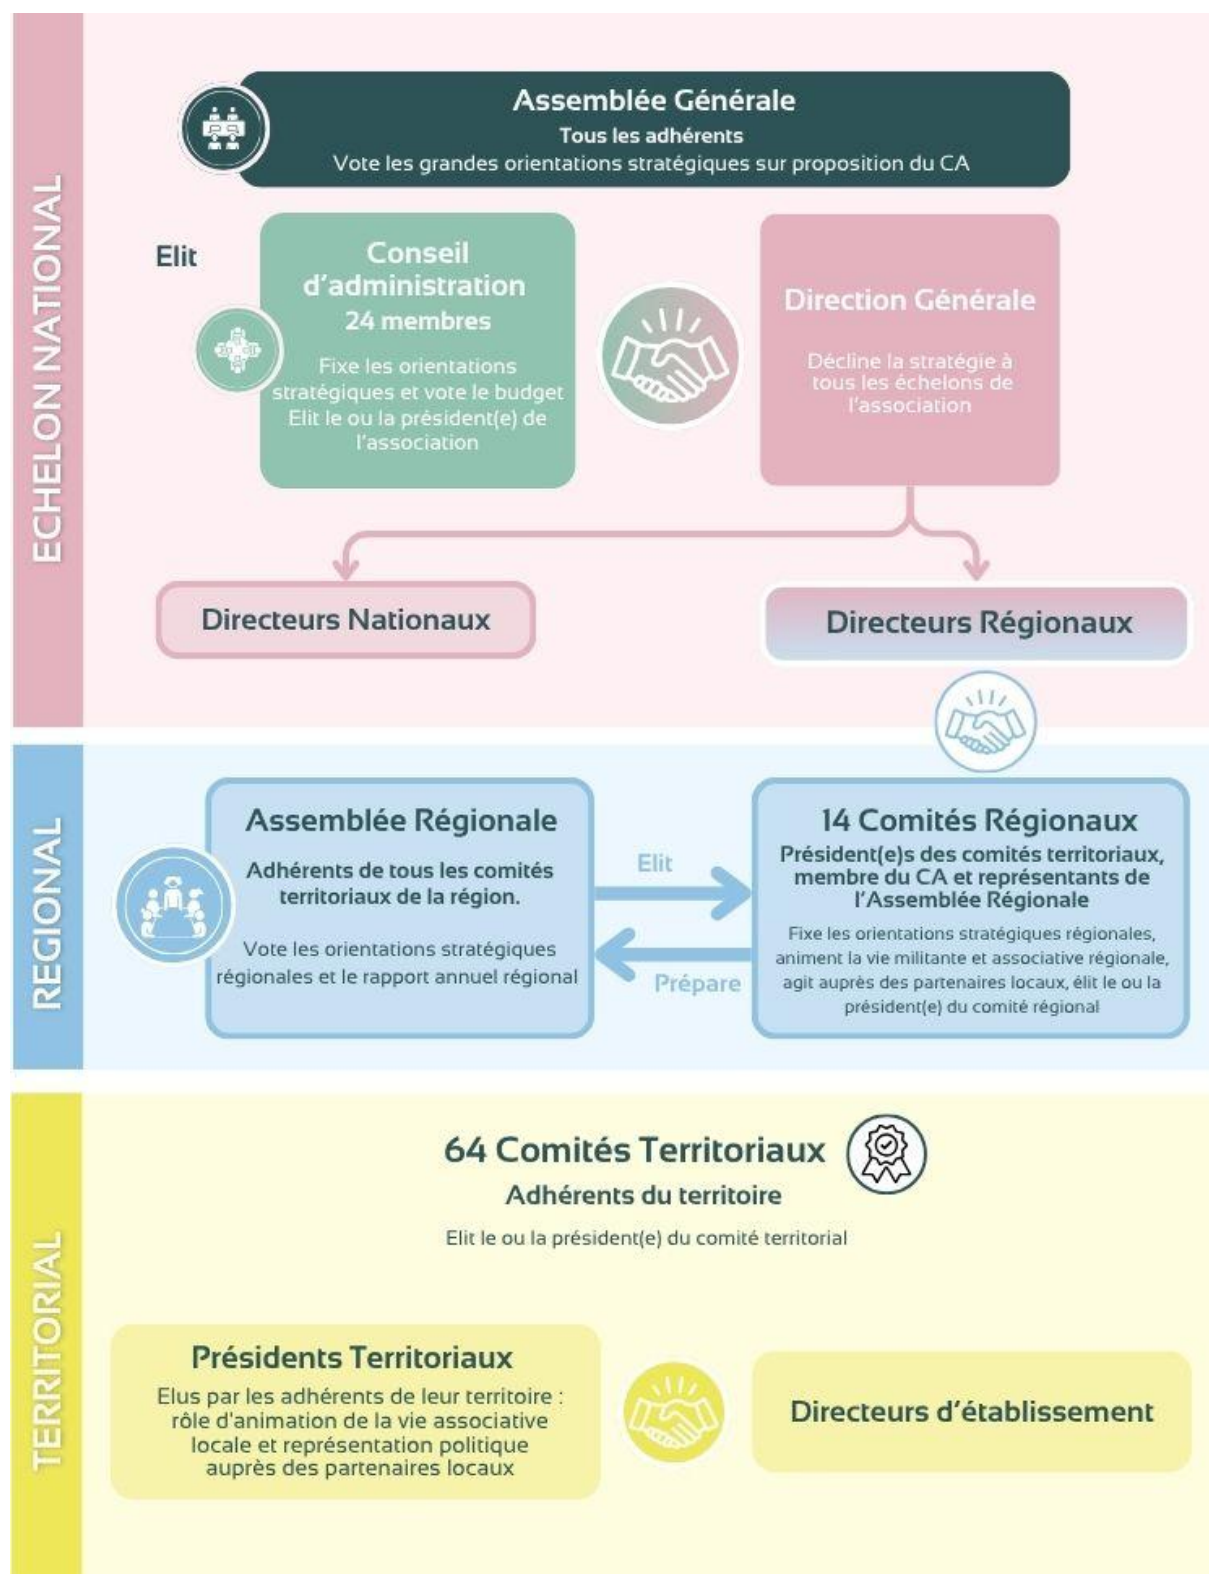 ECHELON NATIONAL
Assemblée Générale
Tous les adhérents
Vote les grandes orientations stratégiques sur proposition du CA
Elit
Conseil
d'administration
24 membres
Fixe les orientations
stratégiques et vote le budget
Elit le ou la président(e) de
l'association
Direction Générale
Décline la stratégie à
tous les échelons de
l'association
Directeurs Nationaux
Directeurs Régionaux
REGIONAL
Assemblée Régionale
Adhérents de tous les comités
territoriaux de la région.
Vote les orientations stratégiques
régionales et le rapport annuel régional
Elit
Prépare
14 Comités Régionaux
Président(e)s des comités territoriaux,
membre du CA et représentants de
l'Assemblée Régionale
Fixe les orientations stratégiques régionales,
animent la vie militante et associative régionale,
agit auprès des partenaires locaux, élit le ou la
président(e) du comité régional
TERRITORIAL
64 Comités Territoriaux
Adhérents du territoire
Elit le ou la président(e) du comité territorial
Présidents Territoriaux
Elus par les adhérents de leur territoire :
rôle d'animation de la vie associative
locale et représentation politique
auprès des partenaires locaux
Directeurs d'établissement